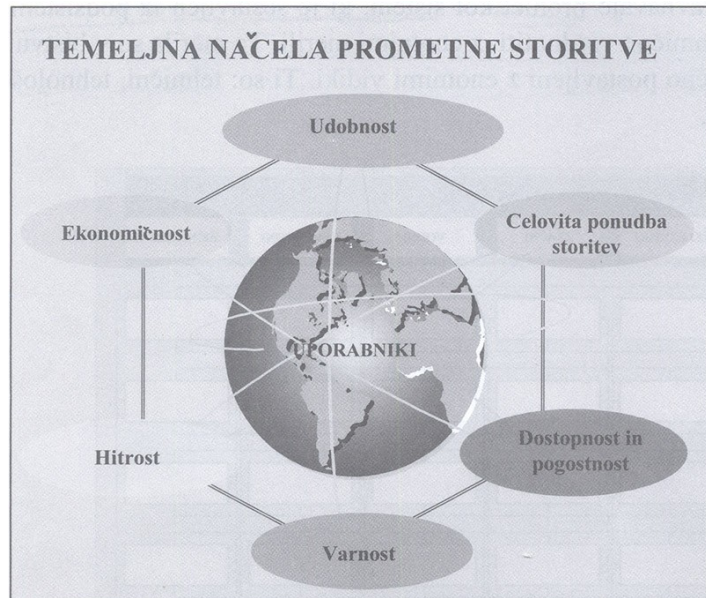 TEMELJNA NAČELA PROMETNE STORITVE
Udobnost
Ekonomičnost
Celovita ponudba
storitev
UPORABNIKI
Hitrost
Dostopnost in
pogostnost
Varnost